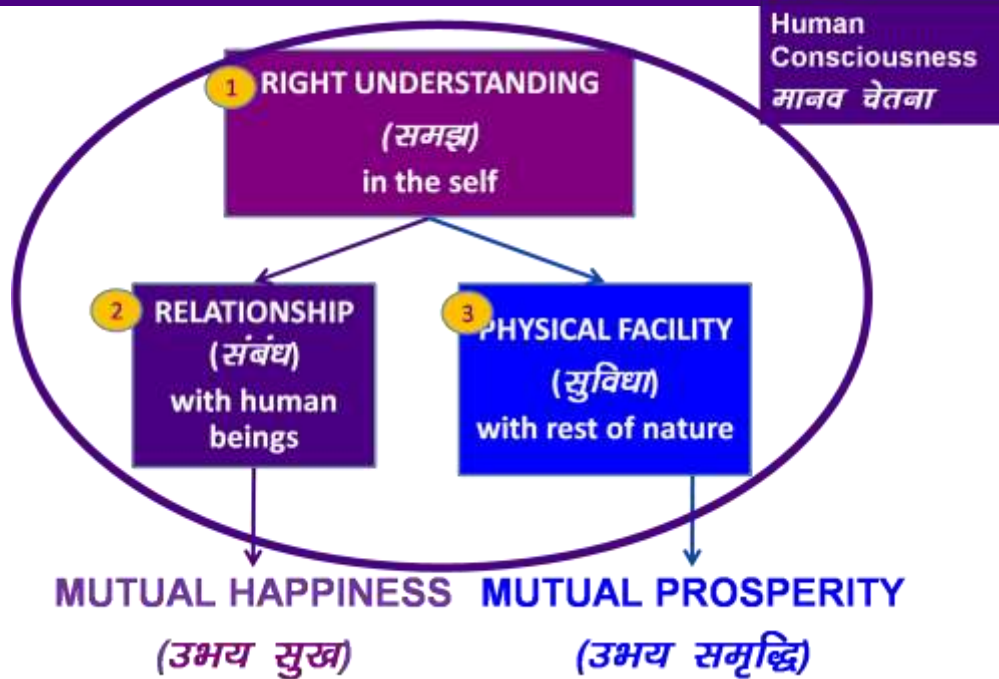 Human
Consciousness
मानव चेतना
1
RIGHT UNDERSTANDING
(समझ)
in the self
2
RELATIONSHIP
(संबंध)
with human
beings
3
PHYSICAL FACILITY
(सुविधा)
with rest of nature
MUTUAL HAPPINESS
(उभय सुख)
MUTUAL PROSPERITY
(उभय समृद्धि)